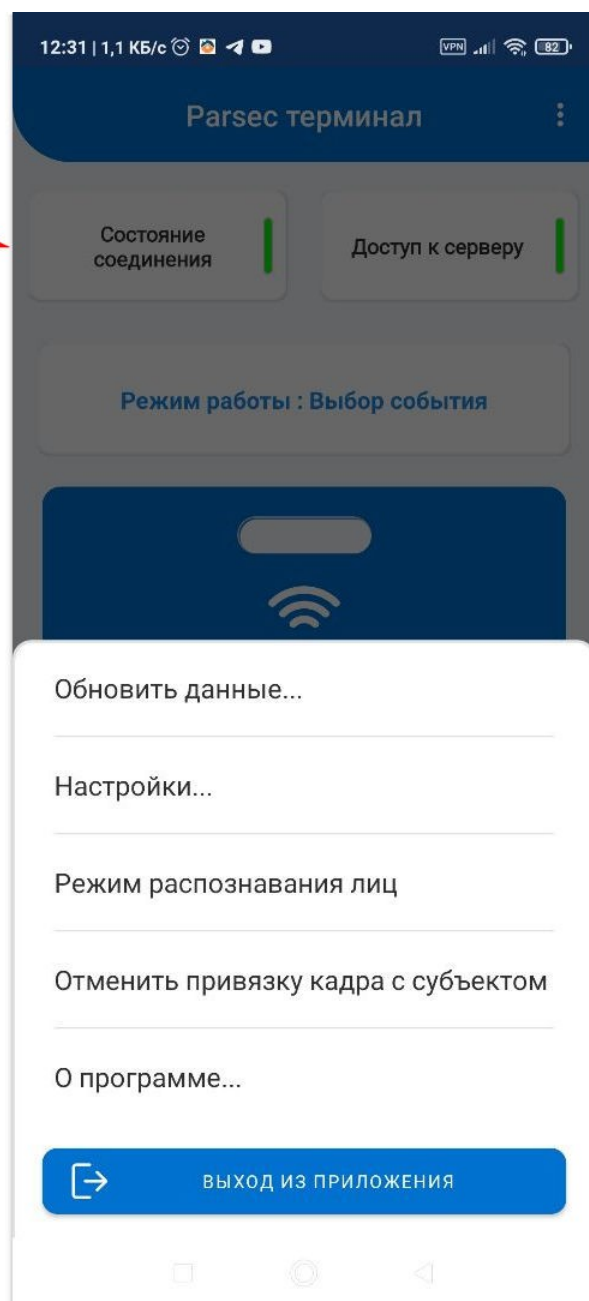 12:31 | 1,1 КБ/с VPN 82
Parsec терминал
Состояние
соединения
Доступ к серверу
Режим работы : Выбор события
Обновить данные...
Настройки...
Режим распознавания лиц
Отменить привязку кадра с субъектом
О программе...
ВЫХОД ИЗ ПРИЛОЖЕНИЯ